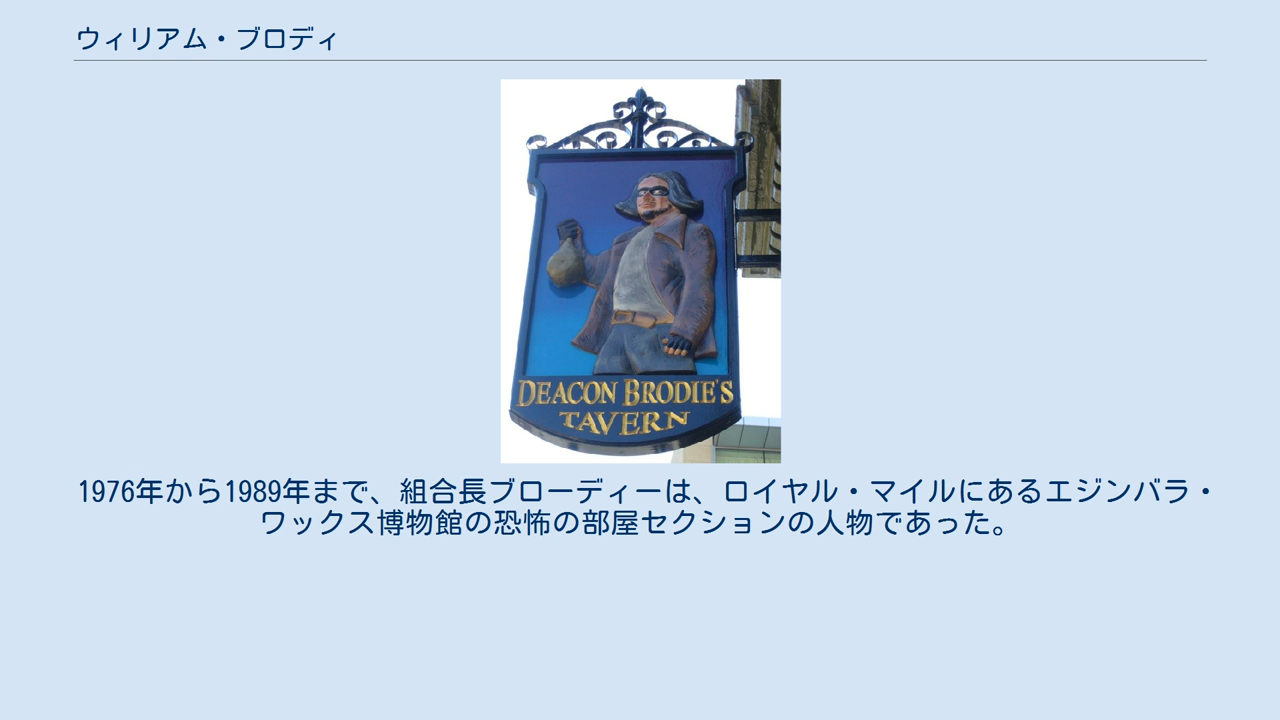 ウィリアム・ブロディ
DEACON BRODIE'S
TAVERN
1976年から1989年まで、組合長ブローディーは、ロイヤル・マイルにあるエジンバラ・
ワックス博物館の恐怖の部屋セクションの人物であった。